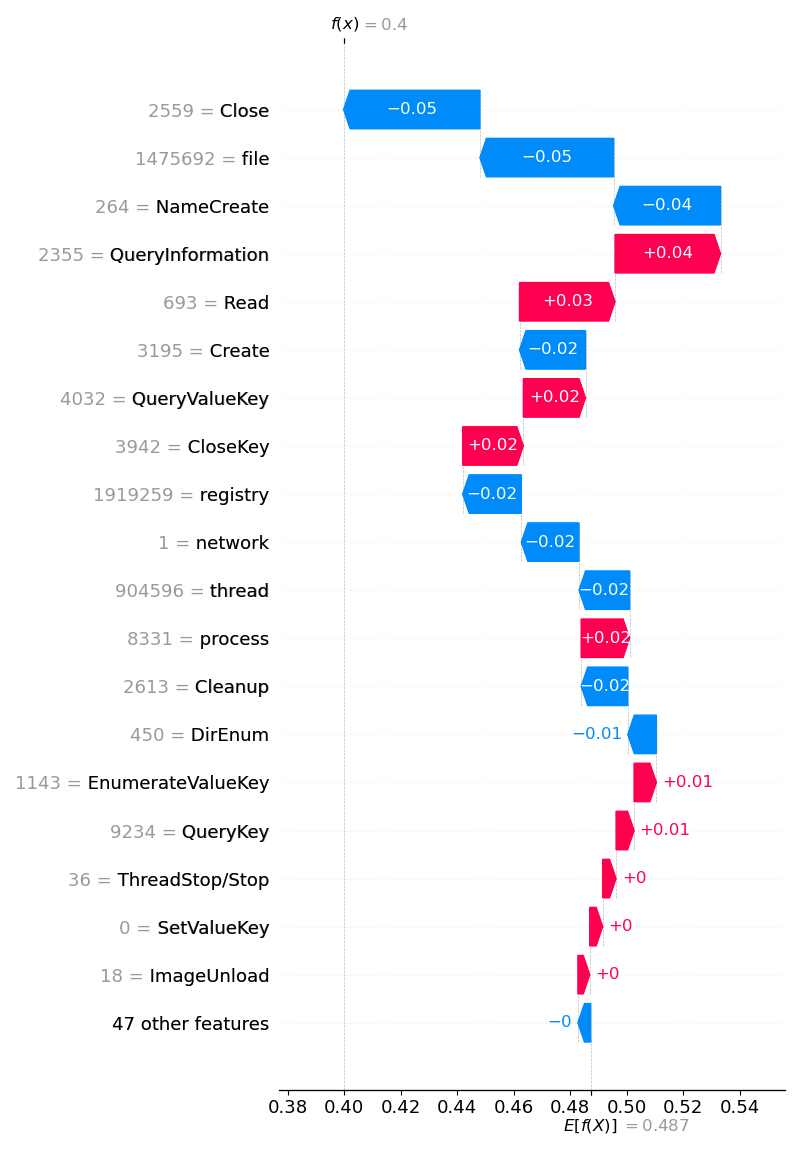 f(x) = 0.4
2559 = Close −0.05
1475692 = file −0.05
264 = NameCreate −0.04
2355 = QueryInformation +0.04
693 = Read +0.03
3195 = Create −0.02
4032 = QueryValueKey +0.02
3942 = CloseKey +0.02
1919259 = registry −0.02
1 = network −0.02
904596 = thread −0.02
8331 = process +0.02
2613 = Cleanup −0.02
450 = DirEnum −0.01
1143 = EnumerateValueKey +0.01
9234 = QueryKey +0.01
36 = ThreadStop/Stop +0
0 = SetValueKey +0
18 = ImageUnload +0
47 other features −0
0.38 0.40 0.42 0.44 0.46 0.48 0.50 0.52 0.54
E[f(X)] = 0.487